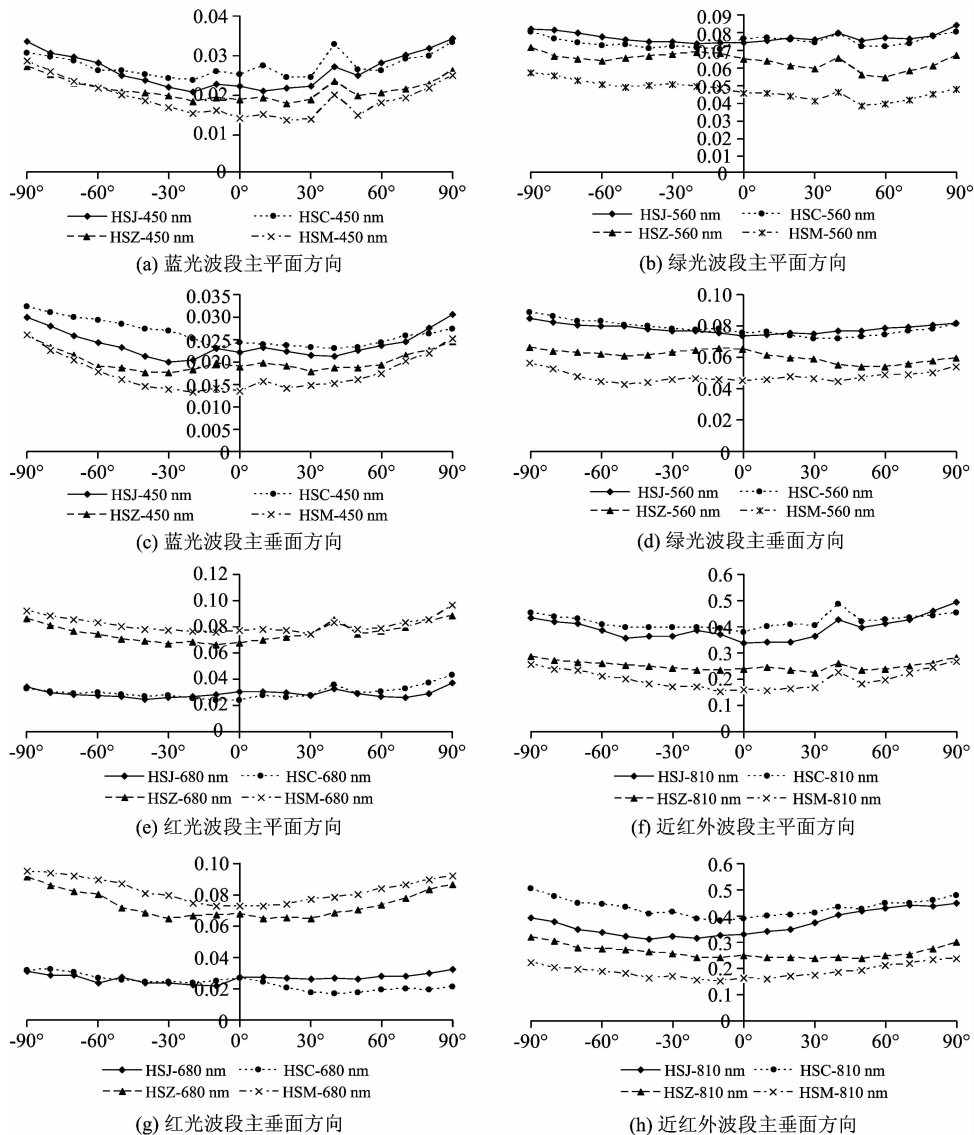 0.04
0.03
0.02
0.01
0
-90° -60° -30° 0° 30° 60° 90°
HSJ-450 nm HSC-450 nm
HSZ-450 nm HSM-450 nm
(a) 蓝光波段主平面方向
0.09
0.08
0.07
0.06
0.05
0.04
0.03
0.02
0.01
0
-90° -60° -30° 0° 30° 60° 90°
HSJ-560 nm HSC-560 nm
HSZ-560 nm HSM-560 nm
(b) 绿光波段主平面方向
0.035
0.030
0.025
0.020
0.015
0.010
0.005
0
-90° -60° -30° 0° 30° 60° 90°
HSJ-450 nm HSC-450 nm
HSZ-450 nm HSM-450 nm
(c) 蓝光波段主垂面方向
0.10
0.08
0.06
0.04
0.02
0
-90° -60° -30° 0° 30° 60° 90°
HSJ-560 nm HSC-560 nm
HSZ-560 nm HSM-560 nm
(d) 绿光波段主垂面方向
0.12
0.10
0.08
0.06
0.04
0.02
0
-90° -60° -30° 0° 30° 60° 90°
HSJ-680 nm HSC-680 nm
HSZ-680 nm HSM-680 nm
(e) 红光波段主平面方向
0.6
0.5
0.4
0.3
0.2
0.1
0
-90° -60° -30° 0° 30° 60° 90°
HSJ-810 nm HSC-810 nm
HSZ-810 nm HSM-810 nm
(f) 近红外波段主平面方向
0.10
0.08
0.06
0.04
0.02
0
-90° -60° -30° 0° 30° 60° 90°
HSJ-680 nm HSC-680 nm
HSZ-680 nm HSM-680 nm
(g) 红光波段主垂面方向
0.6
0.5
0.4
0.3
0.2
0.1
0
-90° -60° -30° 0° 30° 60° 90°
HSJ-810 nm HSC-810 nm
HSZ-810 nm HSM-810 nm
(h) 近红外波段主垂面方向